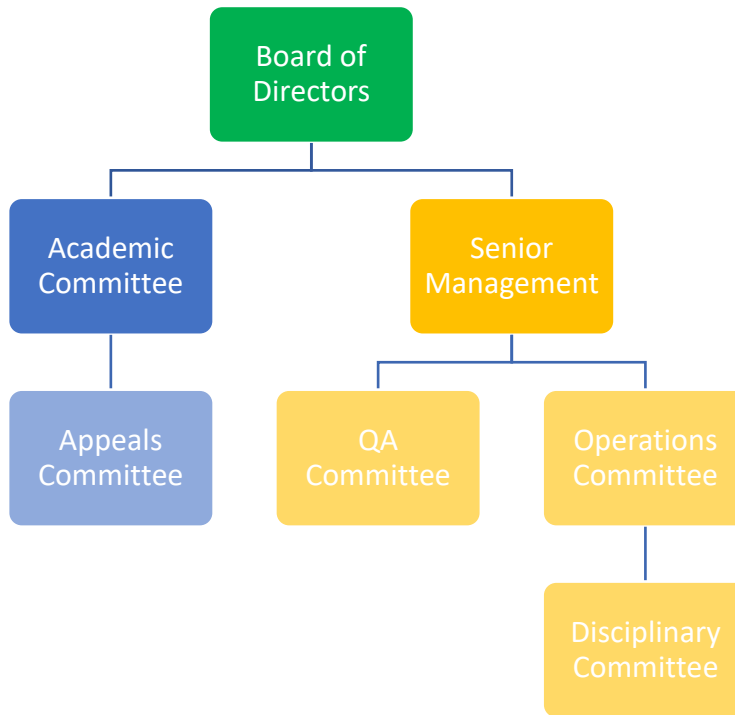 Board of
Directors
Academic
Committee
Senior
Management
Appeals
Committee
QA
Committee
Operations
Committee
Disciplinary
Committee